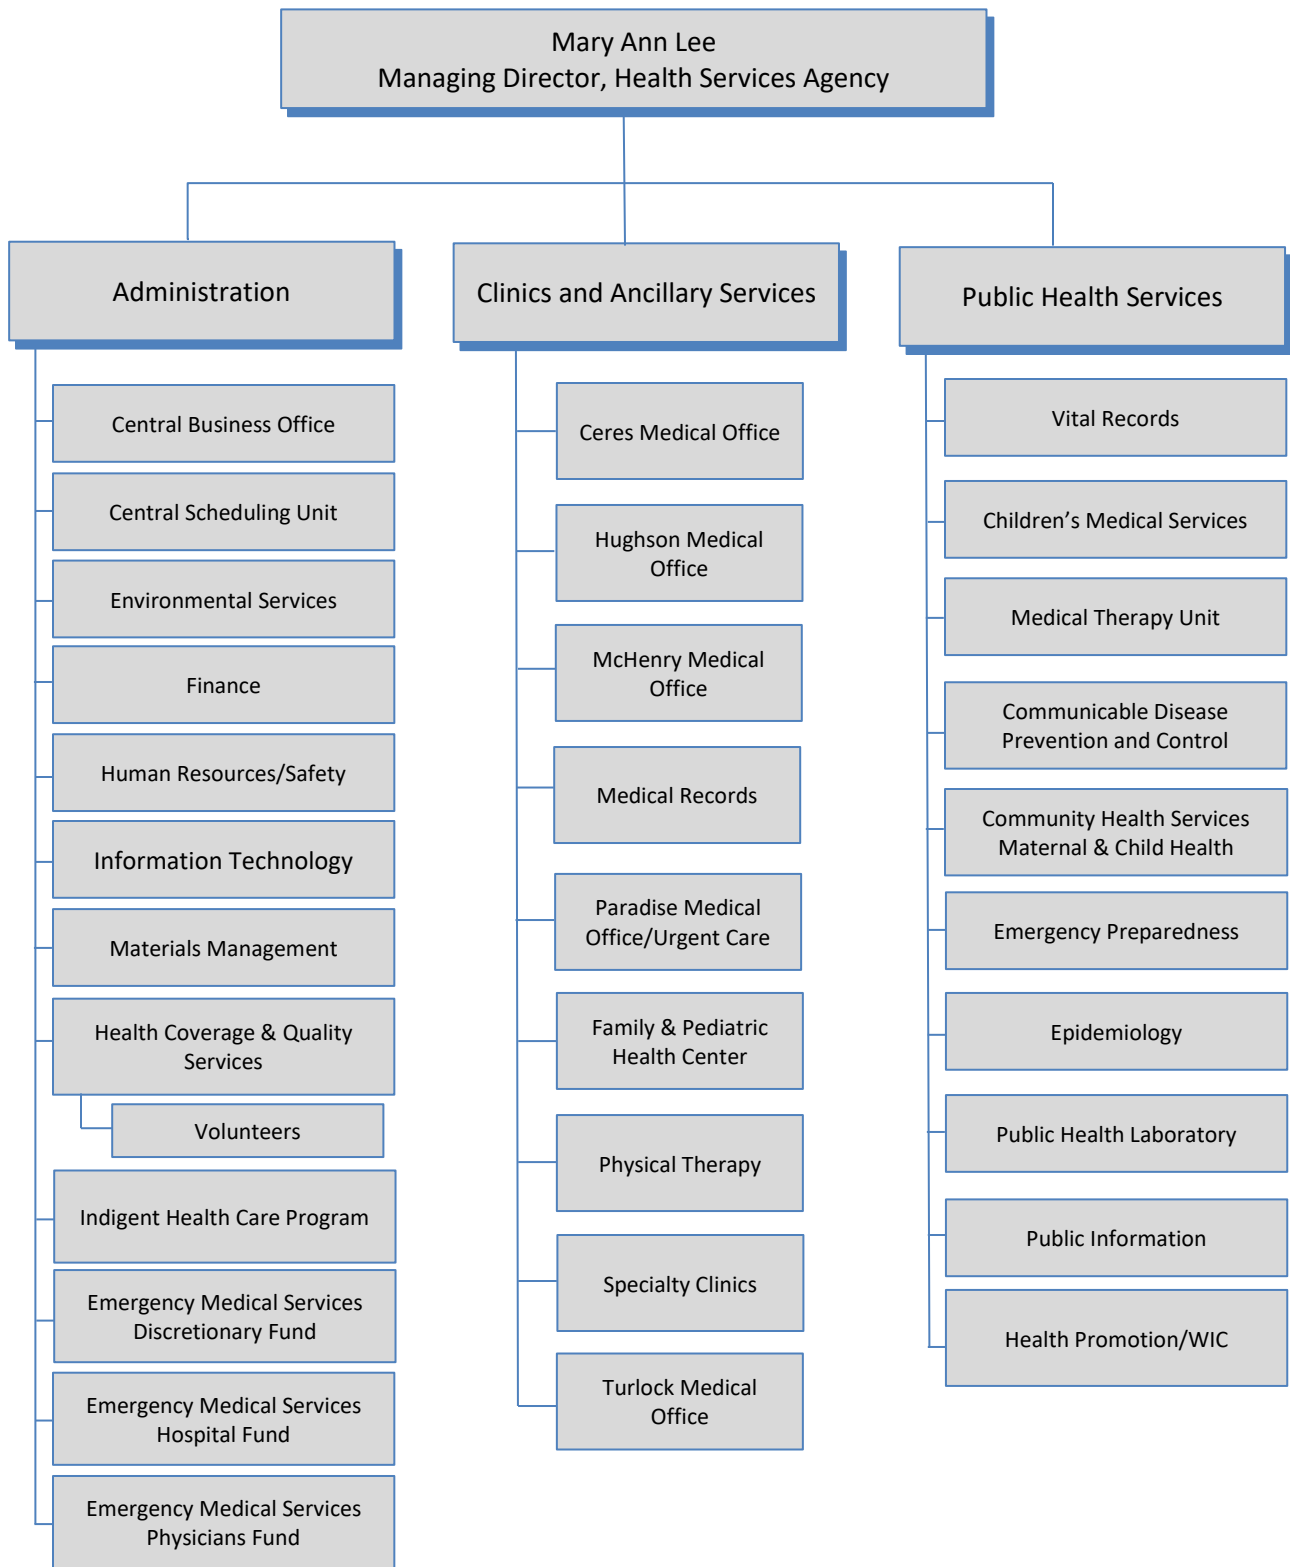 Mary Ann Lee
Managing Director, Health Services Agency
Administration
Central Business Office
Central Scheduling Unit
Environmental Services
Finance
Human Resources/Safety
Information Technology
Materials Management
Health Coverage & Quality
Services
Volunteers
Indigent Health Care Program
Emergency Medical Services
Discretionary Fund
Emergency Medical Services
Hospital Fund
Emergency Medical Services
Physicians Fund
Clinics and Ancillary Services
Ceres Medical Office
Hughson Medical
Office
McHenry Medical
Office
Medical Records
Paradise Medical
Office/Urgent Care
Family & Pediatric
Health Center
Physical Therapy
Specialty Clinics
Turlock Medical
Office
Public Health Services
Vital Records
Children’s Medical Services
Medical Therapy Unit
Communicable Disease
Prevention and Control
Community Health Services
Maternal & Child Health
Emergency Preparedness
Epidemiology
Public Health Laboratory
Public Information
Health Promotion/WIC